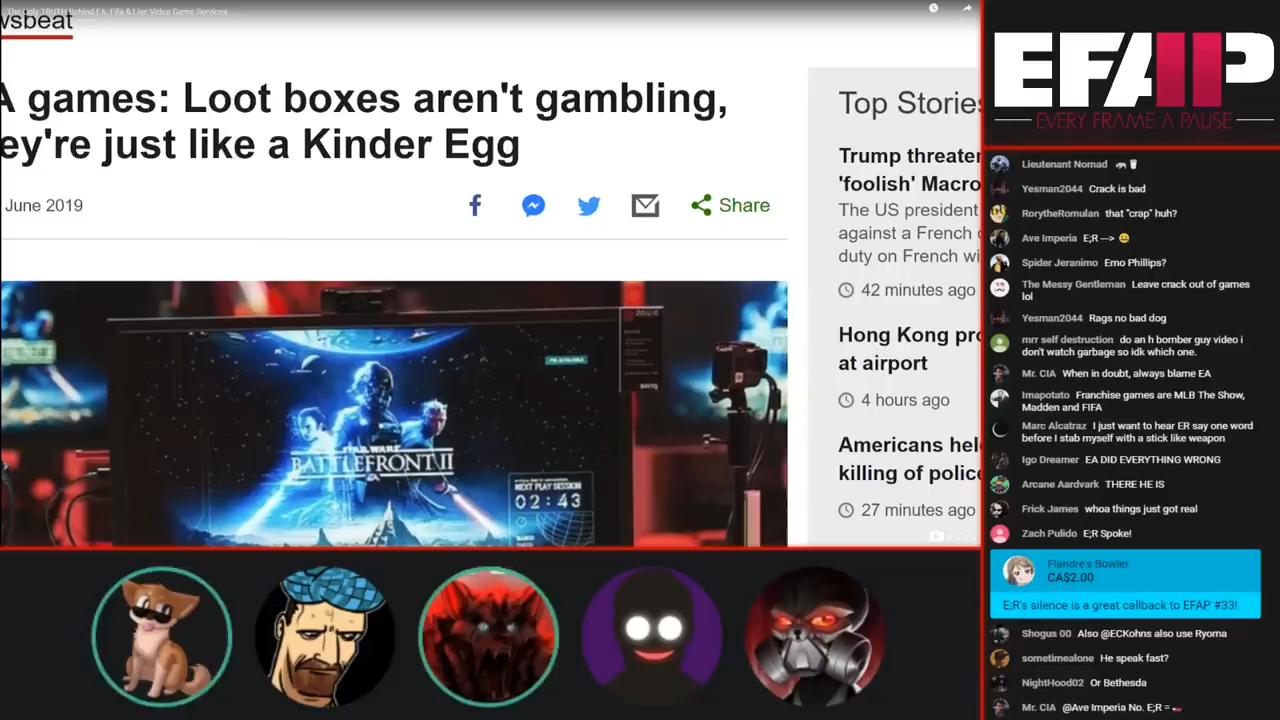 The Ugly TRUTH Behind EA, Fifa & Live Video Game Services
wsbeat
A games: Loot boxes aren't gambling,
ey're just like a Kinder Egg
June 2019
Share
Top Stories
Trump threaten
'foolish' Macro
The US president
against a French
duty on French wi
42 minutes ago
Hong Kong pro
at airport
4 hours ago
Americans hel
killing of police
27 minutes ago
STAR WARS
BATTLEFRONT II
NEXT PLAY SESSION
02:43
ZOWIE
BenQ
YouTube
EFAP
EVERY FRAME A PAUSE
Lieutenant Nomad
Yesman2044 Crack is bad
RorytheRomulan that "crap" huh?
Ave Imperia E;R —> 😄
Spider Jeranimo Emo Phillips?
The Messy Gentleman Leave crack out of games
lol
Yesman2044 Rags no bad dog
mrr self destruction do an h bomber guy video i
don't watch garbage so idk which one.
Mr. CIA When in doubt, always blame EA
Imapotato Franchise games are MLB The Show,
Madden and FIFA
Marc Alcatraz I just want to hear ER say one word
before I stab myself with a stick like weapon
Igo Dreamer EA DID EVERYTHING WRONG
Arcane Aardvark THERE HE IS
Frick James whoa things just got real
Zach Pulido E;R Spoke!
Flandre's Bowler
CA$2.00
E;R's silence is a great callback to EFAP #33!
Shogus 00 Also @ECKohns also use Ryoma
sometimealone He speak fast?
NightHood02 Or Bethesda
Mr. CIA @Ave Imperia No. E;R =